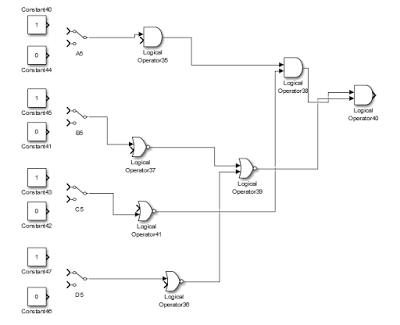 Constant40
1
0
Constant44
A5
Logical
Operator35
Logical
Operator38
Logical
Operator40
Constant45
1
0
Constant41
B5
Logical
Operator37
Logical
Operator39
Constant43
1
0
Constant42
C5
Logical
Operator41
Constant47
1
0
Constant46
D5
Logical
Operator36